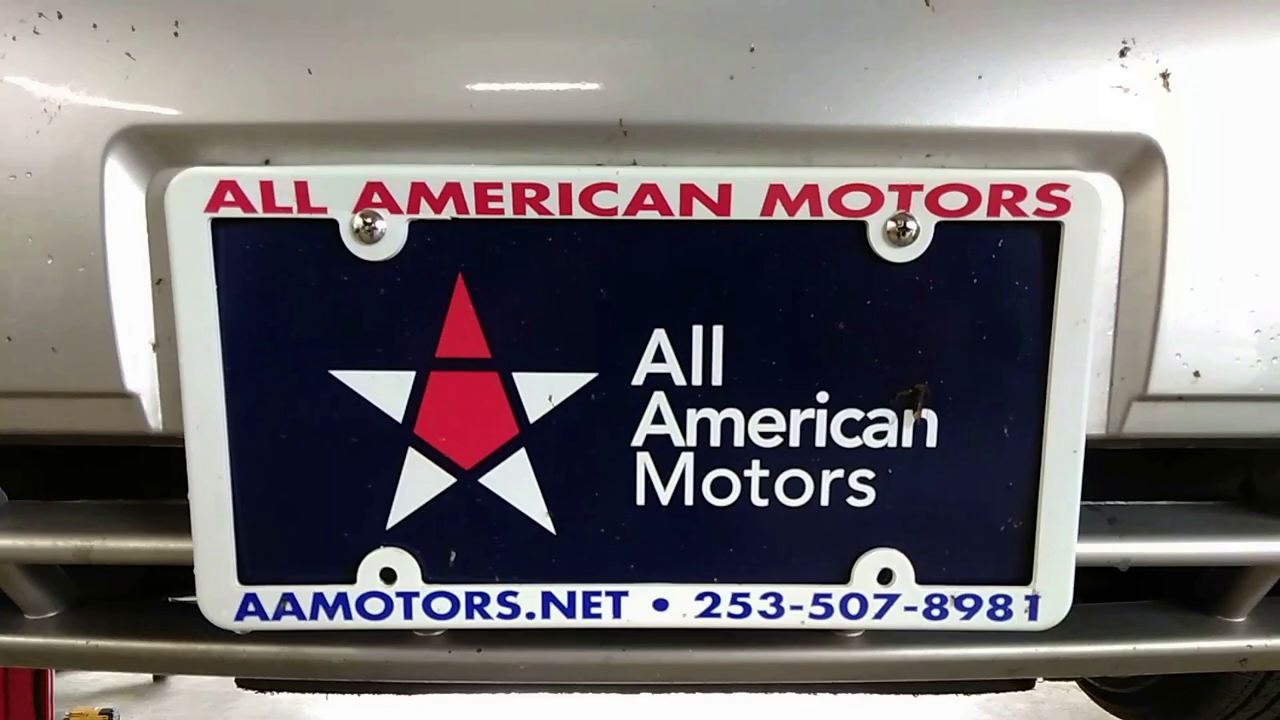 ALL AMERICAN MOTORS
All
American
Motors
AAMOTORS.NET • 253-507-8981